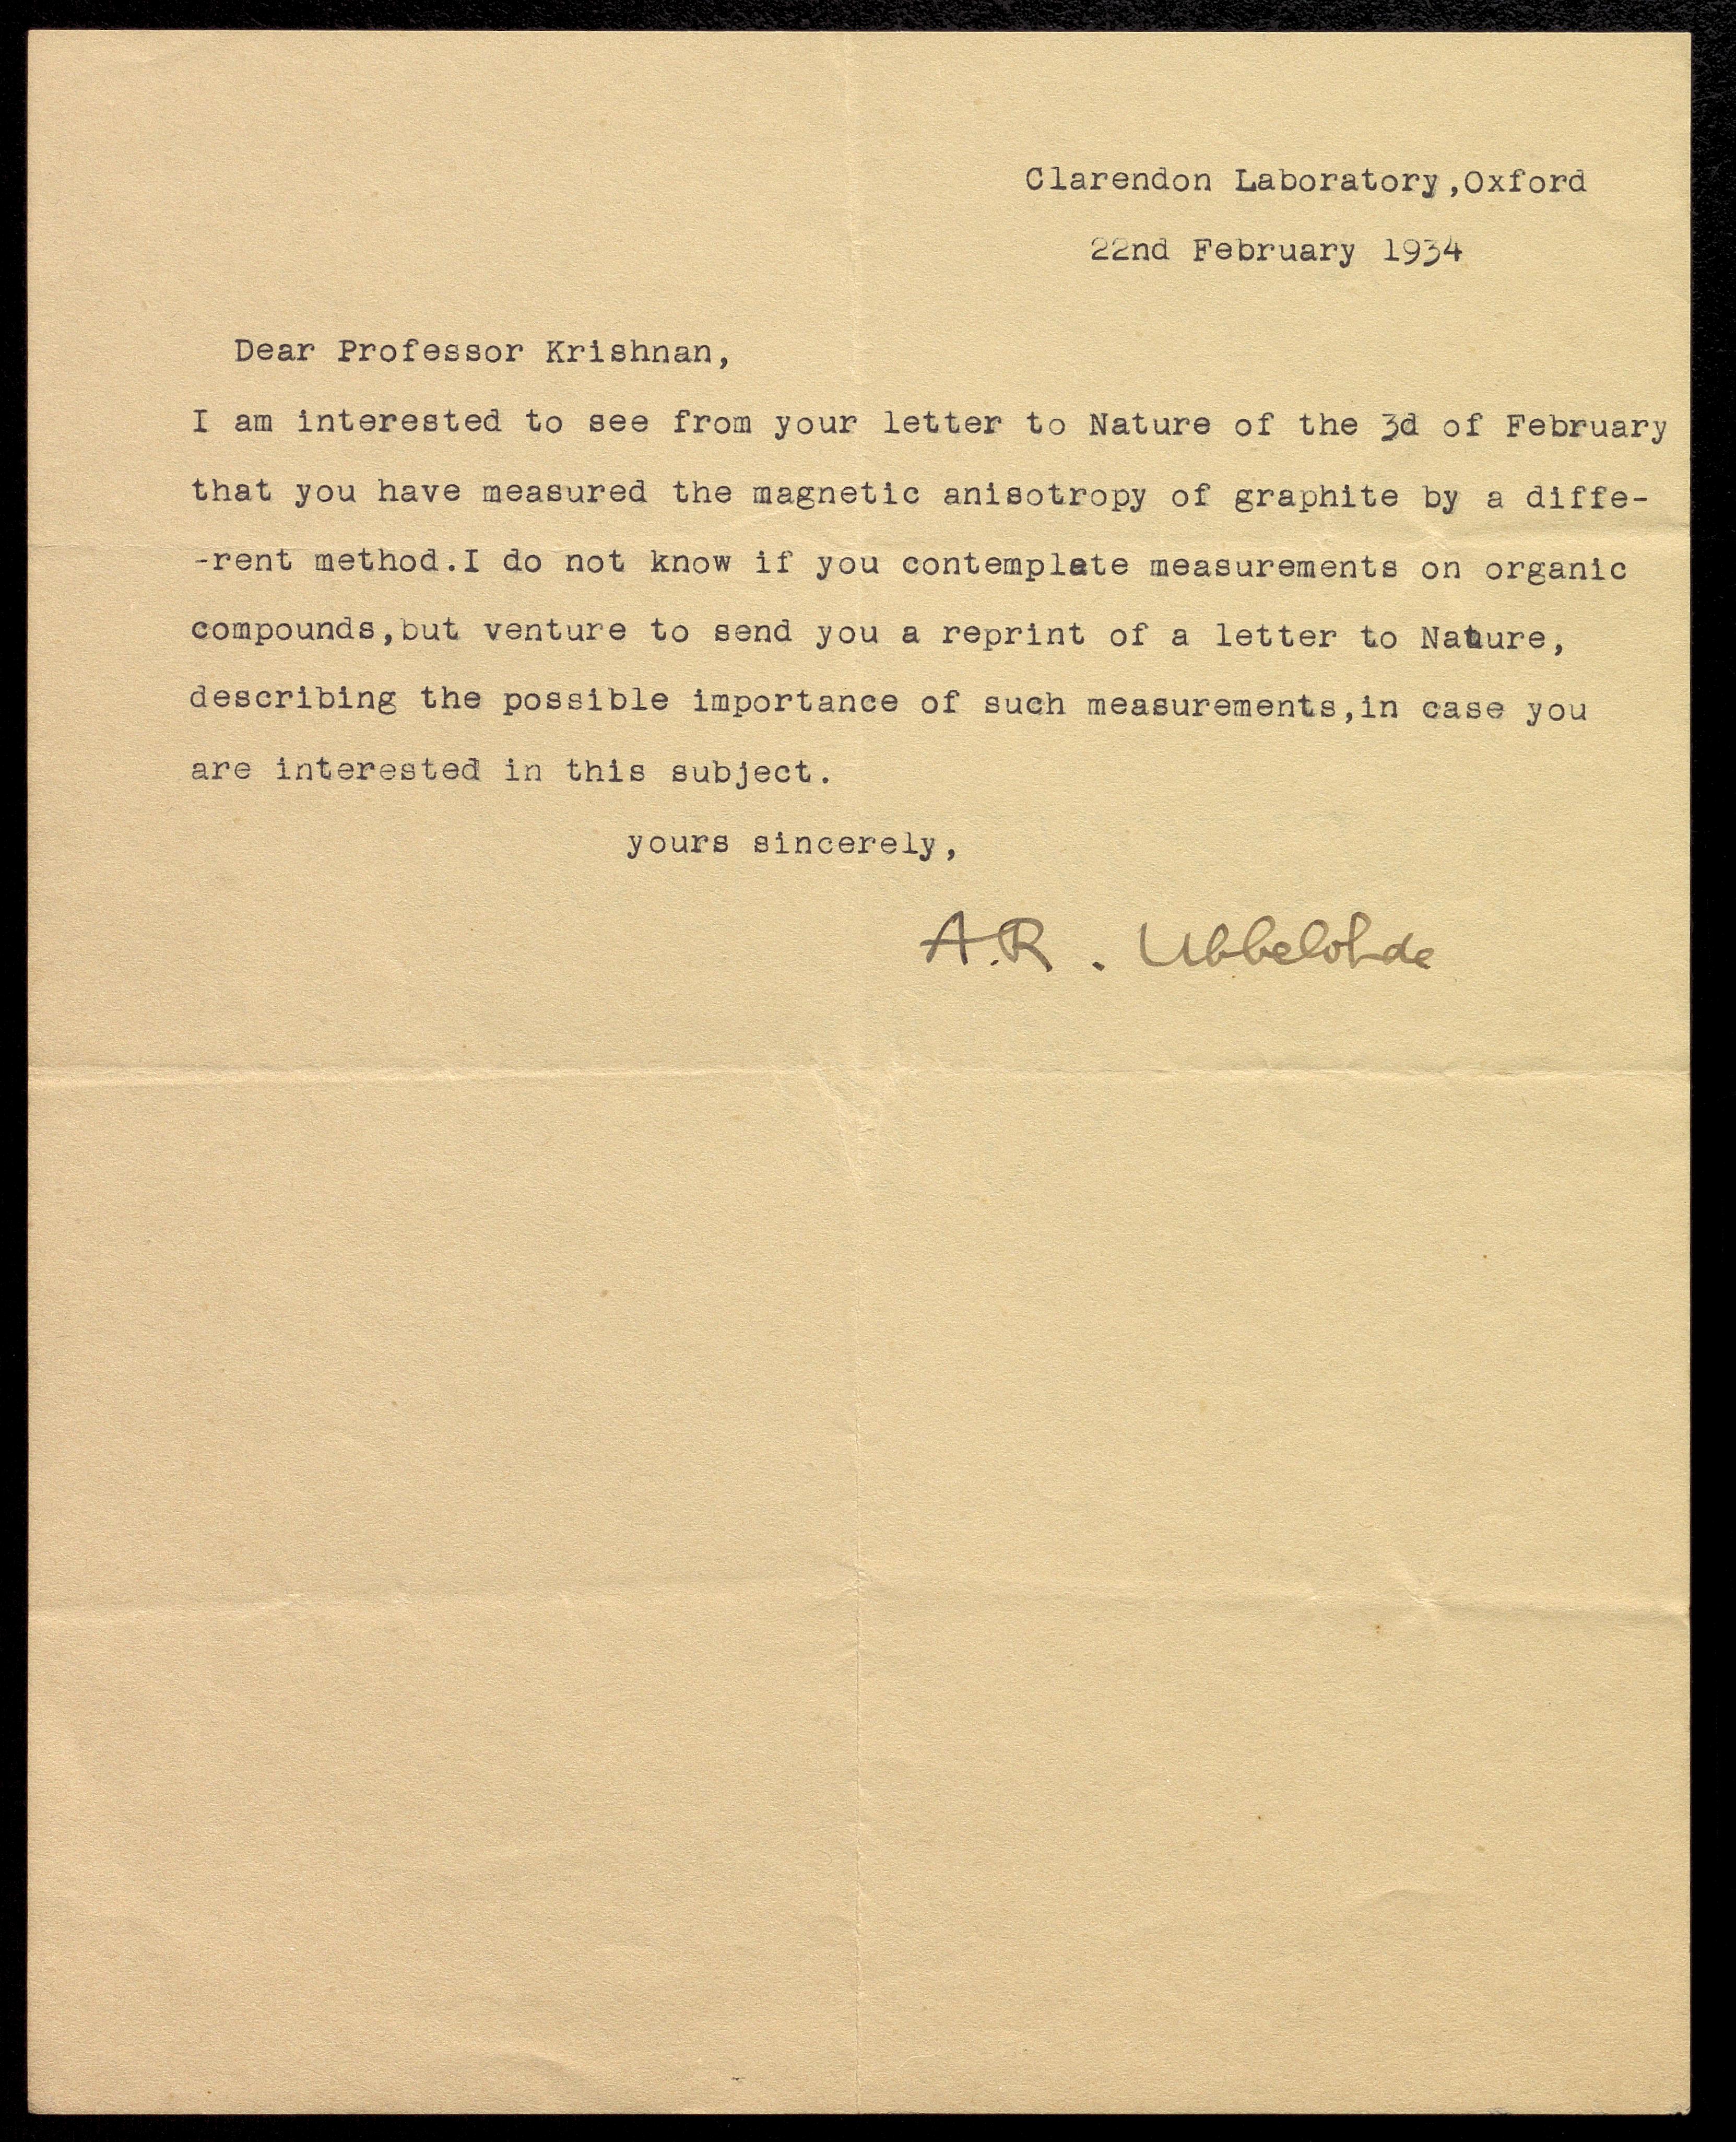 Clarendon Laboratory,Oxford
22nd February 1934
Dear Professor Krishnan,
I am interested to see from your letter to Nature of the 3d of February
that you have measured the magnetic anisotropy of graphite by a diffe-
-rent method.I do not know if you contemplate measurements on organic
compounds,but venture to send you a reprint of a letter to Nature,
describing the possible importance of such measurements,in case you
are interested in this subject.
yours sincerely,
A.R. Ubbelohde